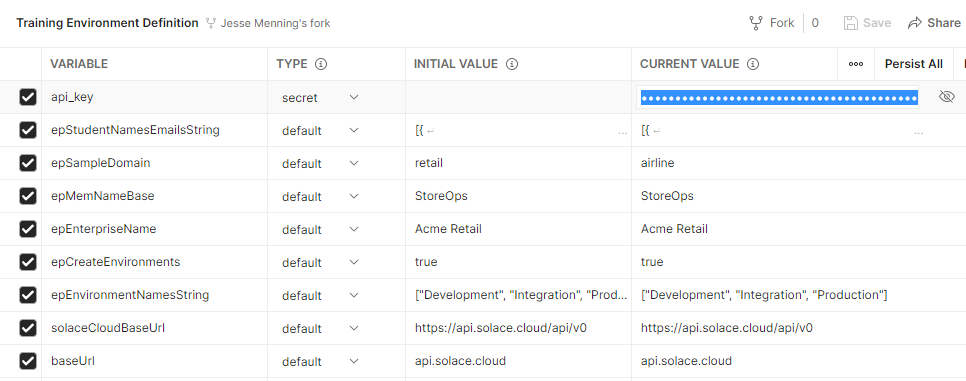 Training Environment Definition Jesse Menning's fork Fork 0 Save Share
VARIABLE TYPE INITIAL VALUE CURRENT VALUE Persist All
api_key secret
epStudentNamesEmailsString default [{ ... [{ ...
epSampleDomain default retail airline
epMemNameBase default StoreOps StoreOps
epEnterpriseName default Acme Retail Acme Retail
epCreateEnvironments default true true
epEnvironmentNamesString default ["Development", "Integration", "Prod... ["Development", "Integration", "Production"]
solaceCloudBaseUrl default https://api.solace.cloud/api/v0 https://api.solace.cloud/api/v0
baseUrl default api.solace.cloud api.solace.cloud